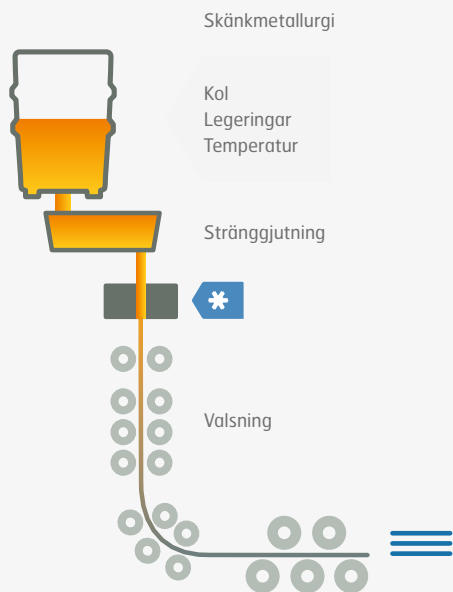 Skänkmetallurgi
Kol
Legeringar
Temperatur
Stränggjutning
Valsning